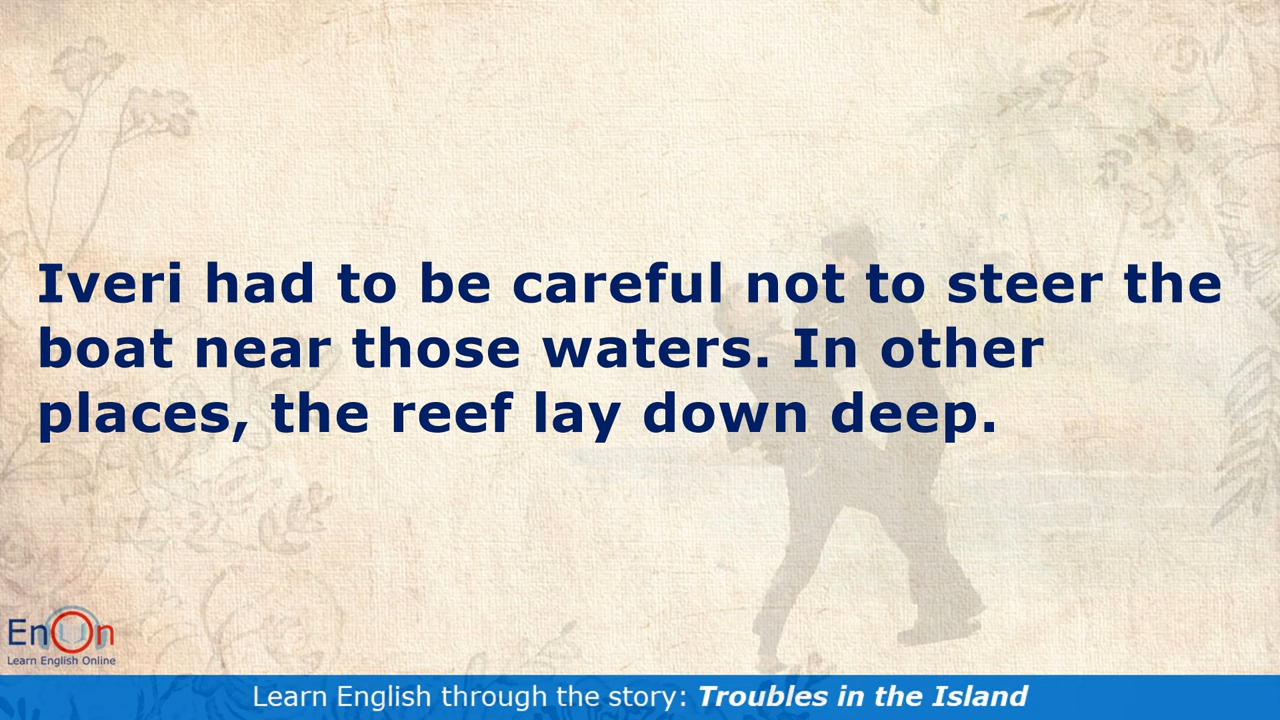 Iveri had to be careful not to steer the
boat near those waters. In other
places, the reef lay down deep.
EnOn
Learn English Online
Learn English through the story: Troubles in the Island